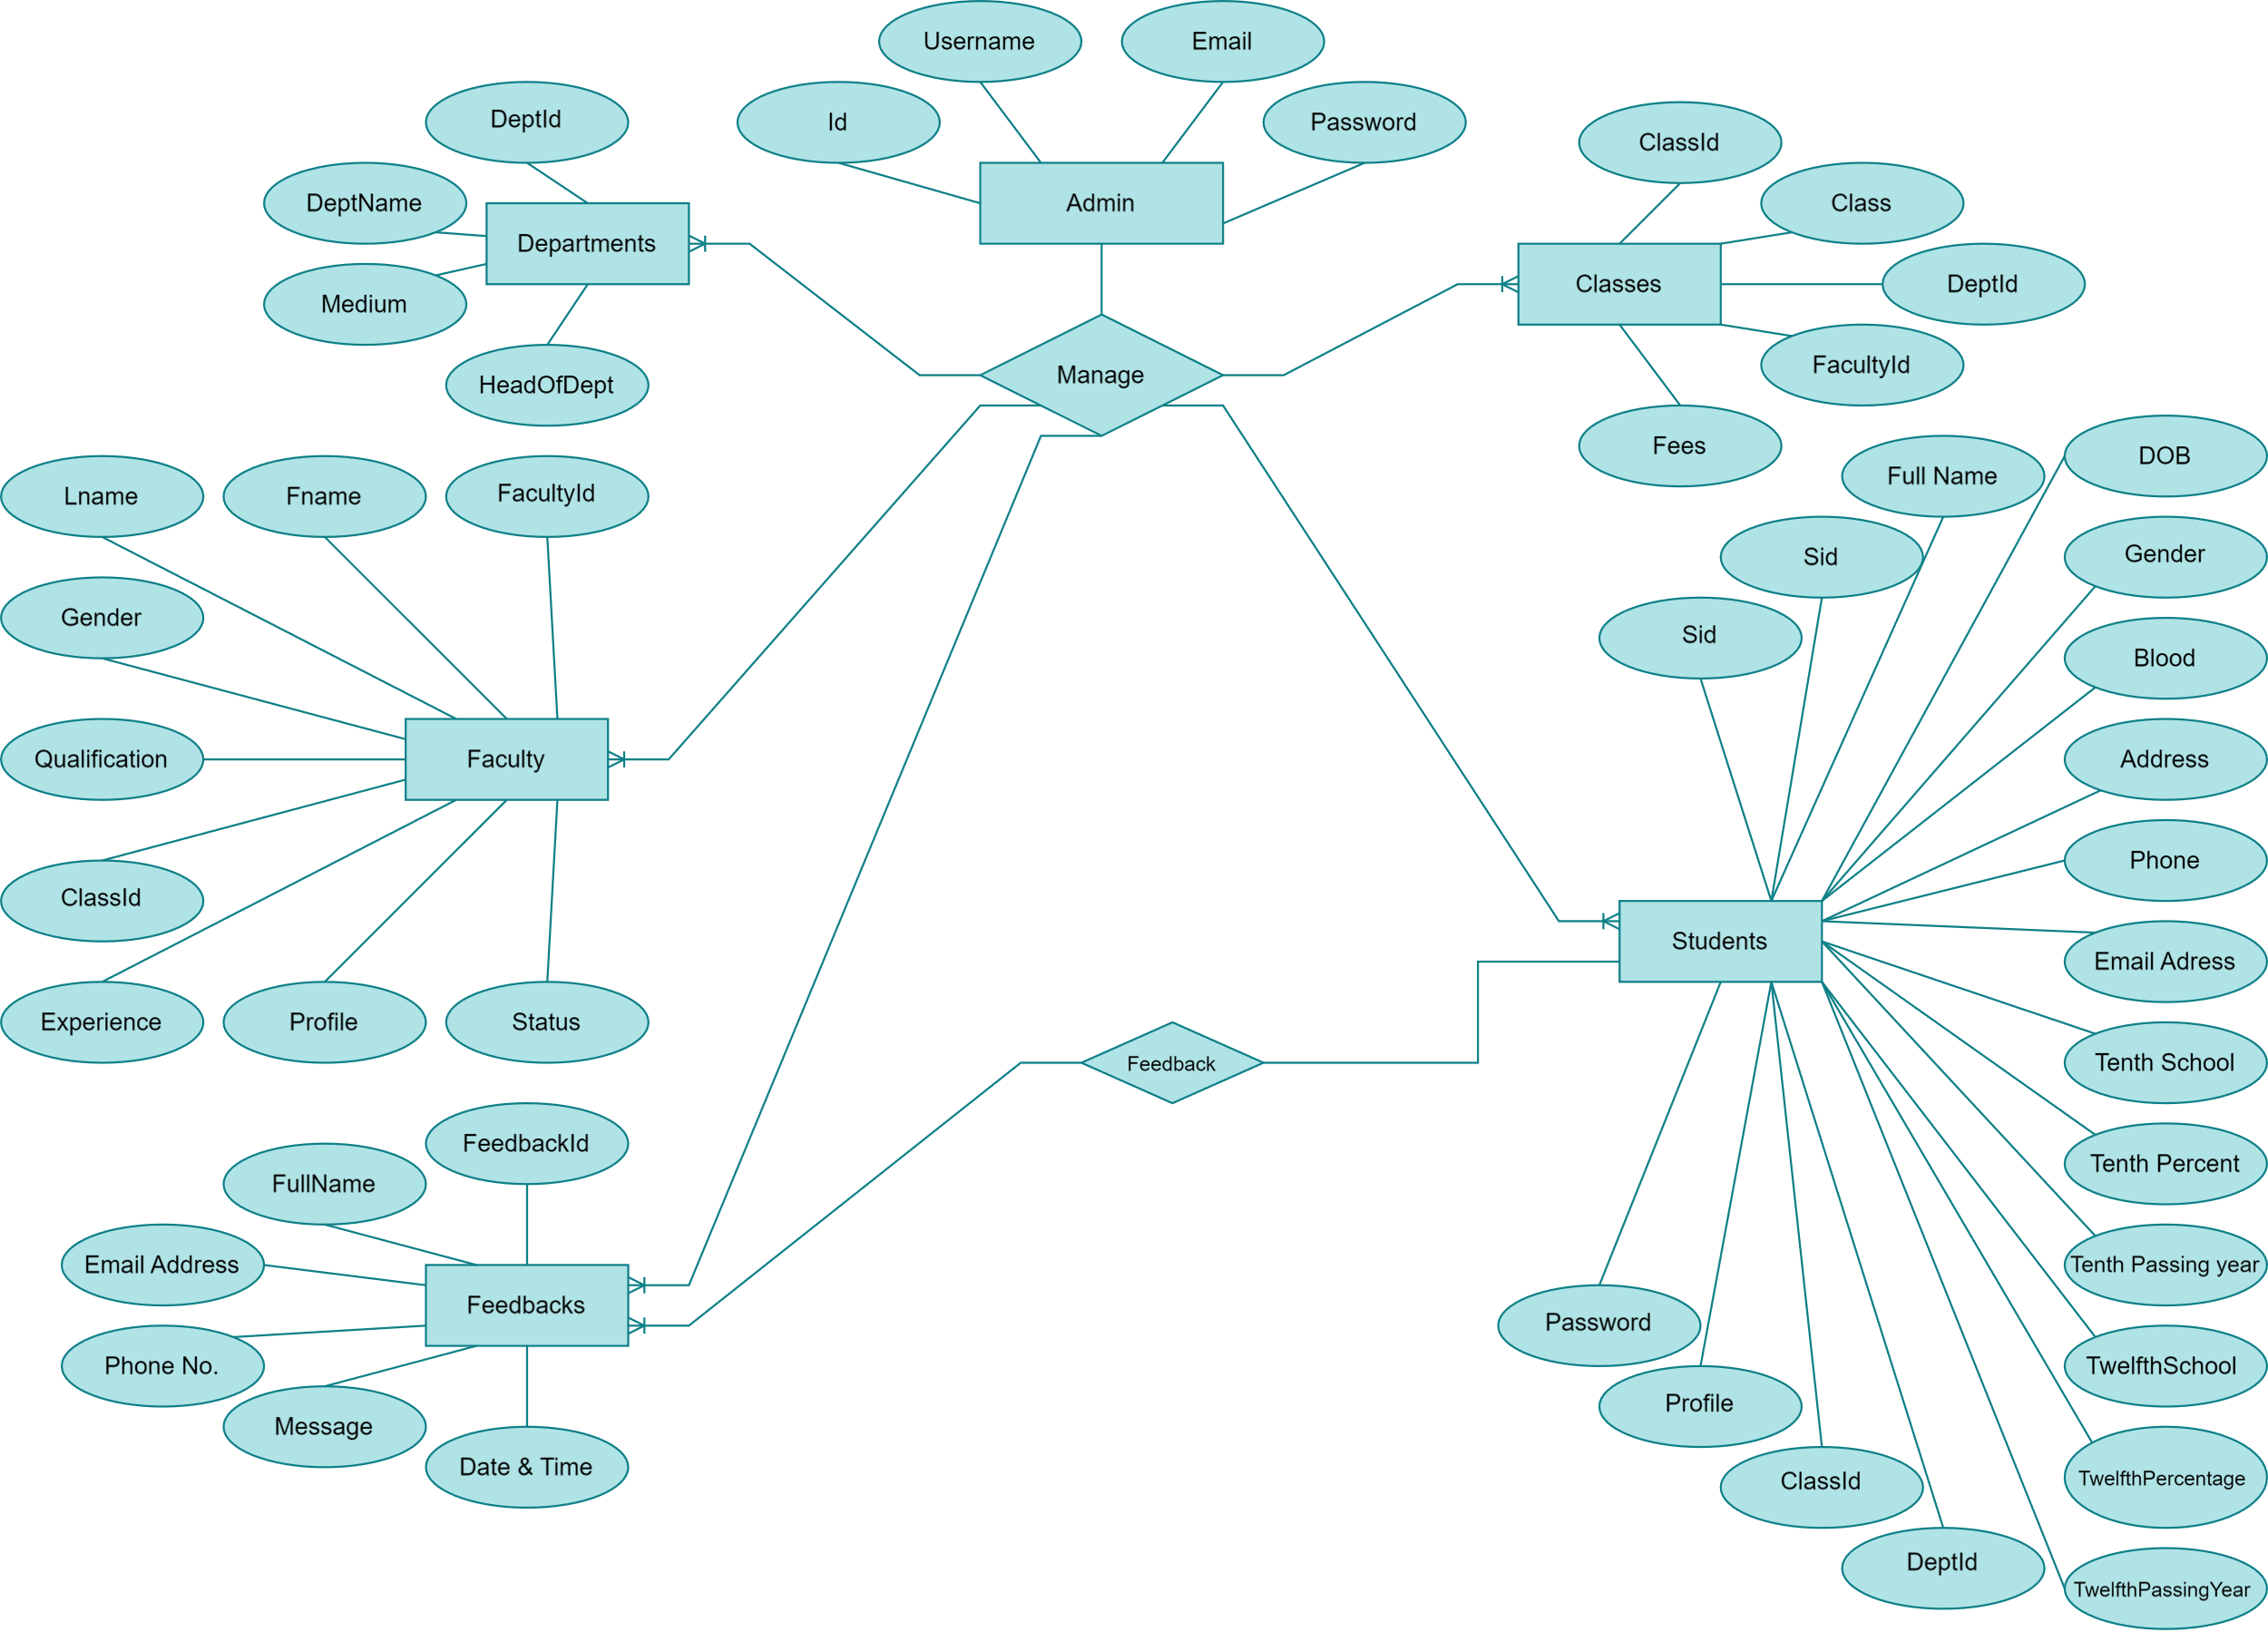 Username
Email
DeptId
Id
Password
ClassId
DeptName
Admin
Class
Departments
Classes
DeptId
Medium
Manage
FacultyId
HeadOfDept
Fees
DOB
Full Name
Lname
Fname
FacultyId
Sid
Gender
Gender
Sid
Blood
Qualification
Faculty
Address
Phone
ClassId
Students
Email Adress
Experience
Profile
Status
Feedback
Tenth School
FeedbackId
Tenth Percent
FullName
Email Address
Tenth Passing year
Feedbacks
Password
Phone No.
TwelfthSchool
Profile
Message
Date & Time
ClassId
TwelfthPercentage
DeptId
TwelfthPassingYear